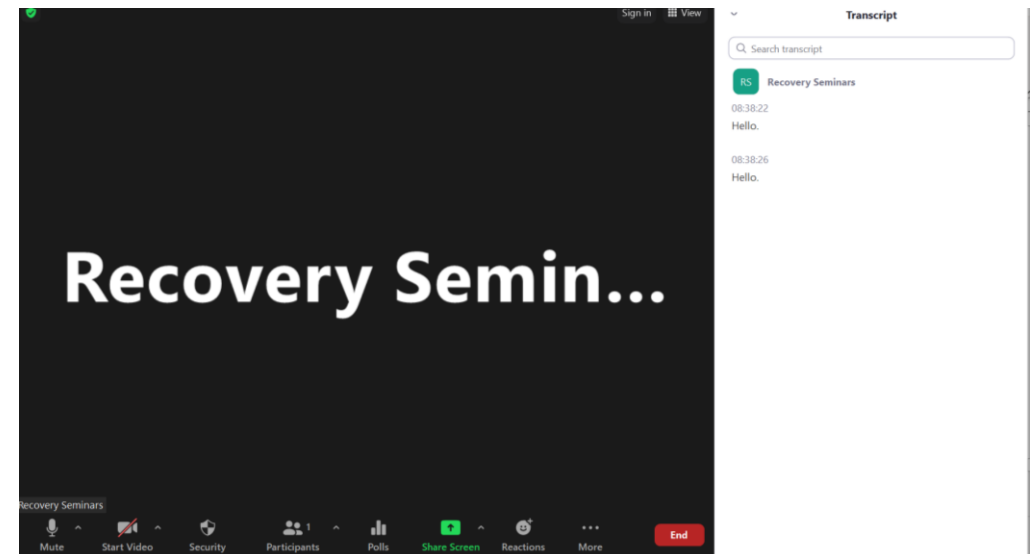 Sign in View
Transcript
Search transcript
RS Recovery Seminars
08:38:22
Hello.
08:38:26
Hello.
Recovery Semin...
Recovery Seminars
1
Mute Start Video Security Participants Polls Share Screen Reactions More End